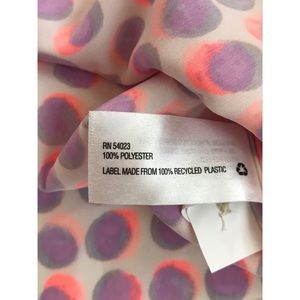 RN 54023
100% POLYESTER
LABEL MADE FROM 100% RECYCLED PLASTIC